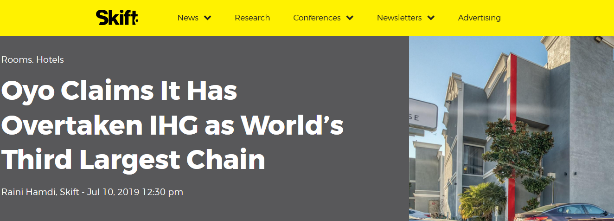 Skift:
News Research Conferences Newsletters Advertising
Rooms, Hotels
Oyo Claims It Has
Overtaken IHG as World's
Third Largest Chain
Raini Hamdi, Skift - Jul 10, 2019 12:30 pm